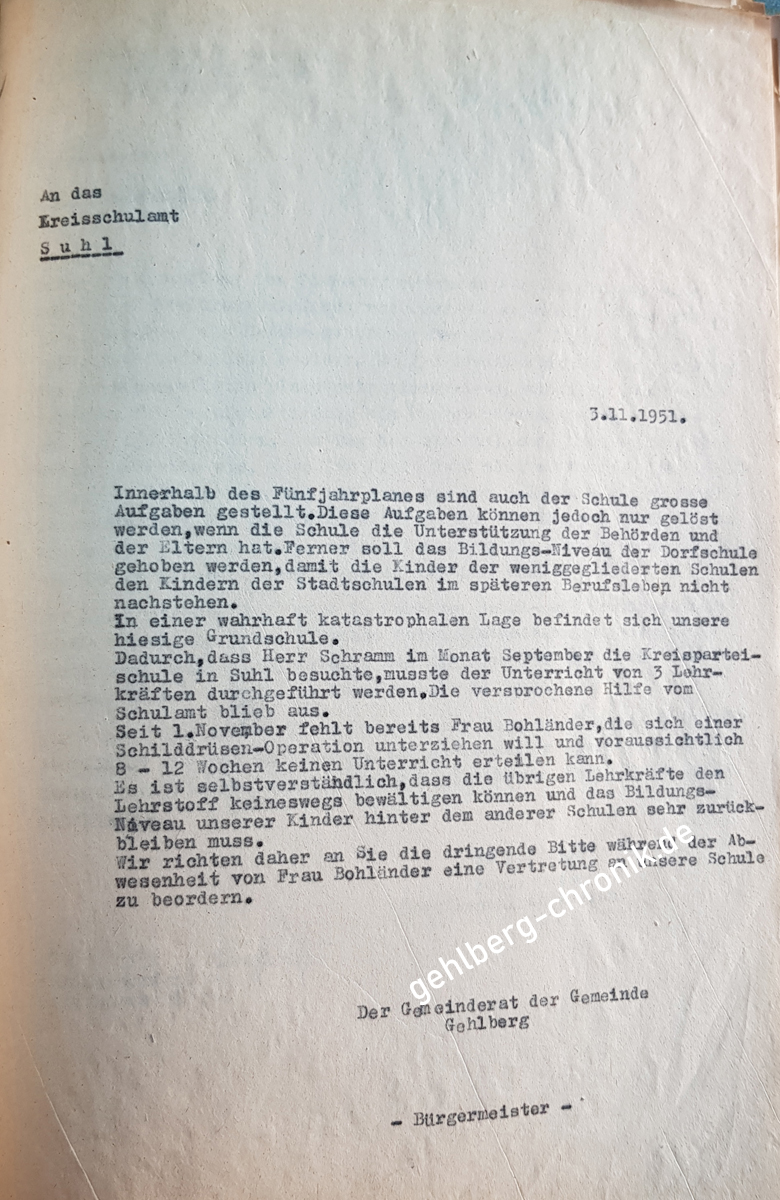 An das
Kreisschulamt
S u h l
3.11.1951.
Innerhalb des Fünfjahrplanes sind auch der Schule grosse
Aufgaben gestellt.Diese Aufgaben können jedoch nur gelöst
werden,wenn die Schule die Unterstützung der Behörden und
der Eltern hat.Ferner soll das Bildungs-Niveau der Dorfschule
gehoben werden,damit die Kinder der weniggegliederten Schulen
den Kindern der Stadtschulen im späteren Berufsleben nicht
nachstehen.
In einer wahrhaft katastrophalen Lage befindet sich unsere
hiesige Grundschule.
Dadurch,dass Herr Schramm im Monat September die Kreispartei-
schule in Suhl besuchte,musste der Unterricht von 3 Lehr-
kräften durchgeführt werden.Die versprochene Hilfe vom
Schulamt blieb aus.
Seit 1.November fehlt bereits Frau Bohländer,die sich einer
Schilddrüsen-Operation unterziehen will und voraussichtlich
8 - 12 Wochen keinen Unterricht erteilen kann.
Es ist selbstverständlich,dass die übrigen Lehrkräfte den
Lehrstoff keineswegs bewältigen können und das Bildungs-
Niveau unserer Kinder hinter dem anderer Schulen sehr zurück-
bleiben muss.
Wir richten daher an Sie die dringende Bitte während der Ab-
wesenheit von Frau Bohländer eine Vertretung an unsere Schule
zu beordern.
gehlberg-chronik.de
Der Gemeinderat der Gemeinde
Gehlberg
- Bürgermeister -